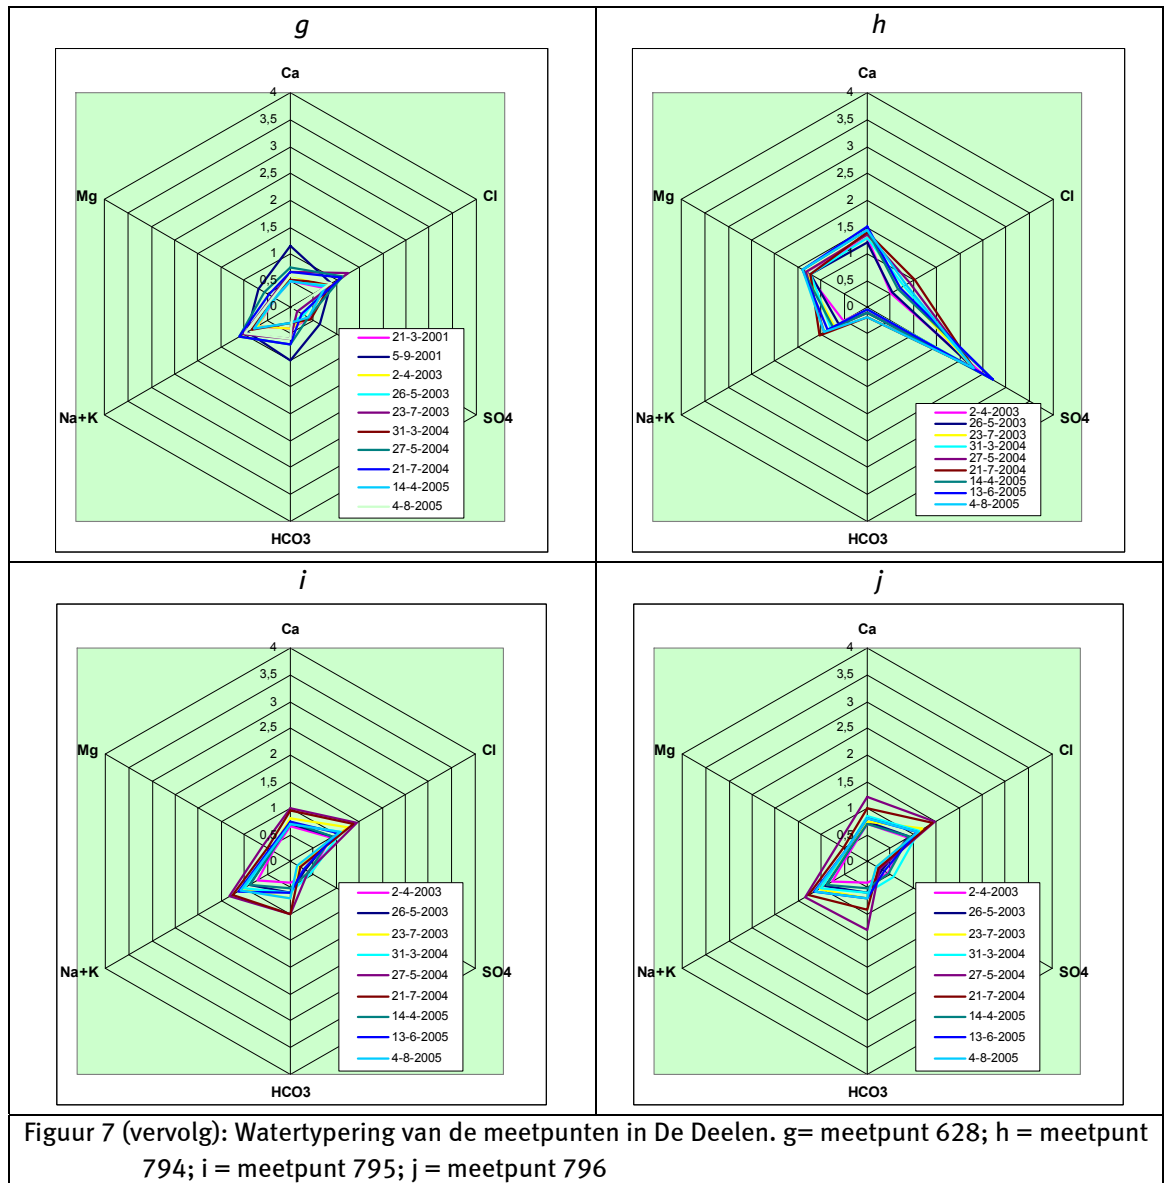 g
Ca
4
3,5
3
2,5
2
1,5
1
0,5
0
Mg
Cl
Na+K
SO4
HCO3
21-3-2001
5-9-2001
2-4-2003
26-5-2003
23-7-2003
31-3-2004
27-5-2004
21-7-2004
14-4-2005
4-8-2005
h
Ca
4
3,5
3
2,5
2
1,5
1
0,5
0
Mg
Cl
Na+K
SO4
HCO3
2-4-2003
26-5-2003
23-7-2003
31-3-2004
27-5-2004
21-7-2004
14-4-2005
13-6-2005
4-8-2005
i
Ca
4
3,5
3
2,5
2
1,5
1
0,5
0
Mg
Cl
Na+K
SO4
HCO3
2-4-2003
26-5-2003
23-7-2003
31-3-2004
27-5-2004
21-7-2004
14-4-2005
13-6-2005
4-8-2005
j
Ca
4
3,5
3
2,5
2
1,5
1
0,5
0
Mg
Cl
Na+K
SO4
HCO3
2-4-2003
26-5-2003
23-7-2003
31-3-2004
27-5-2004
21-7-2004
14-4-2005
13-6-2005
4-8-2005
Figuur 7 (vervolg): Watertypering van de meetpunten in De Deelen. g= meetpunt 628; h = meetpunt
794; i = meetpunt 795; j = meetpunt 796